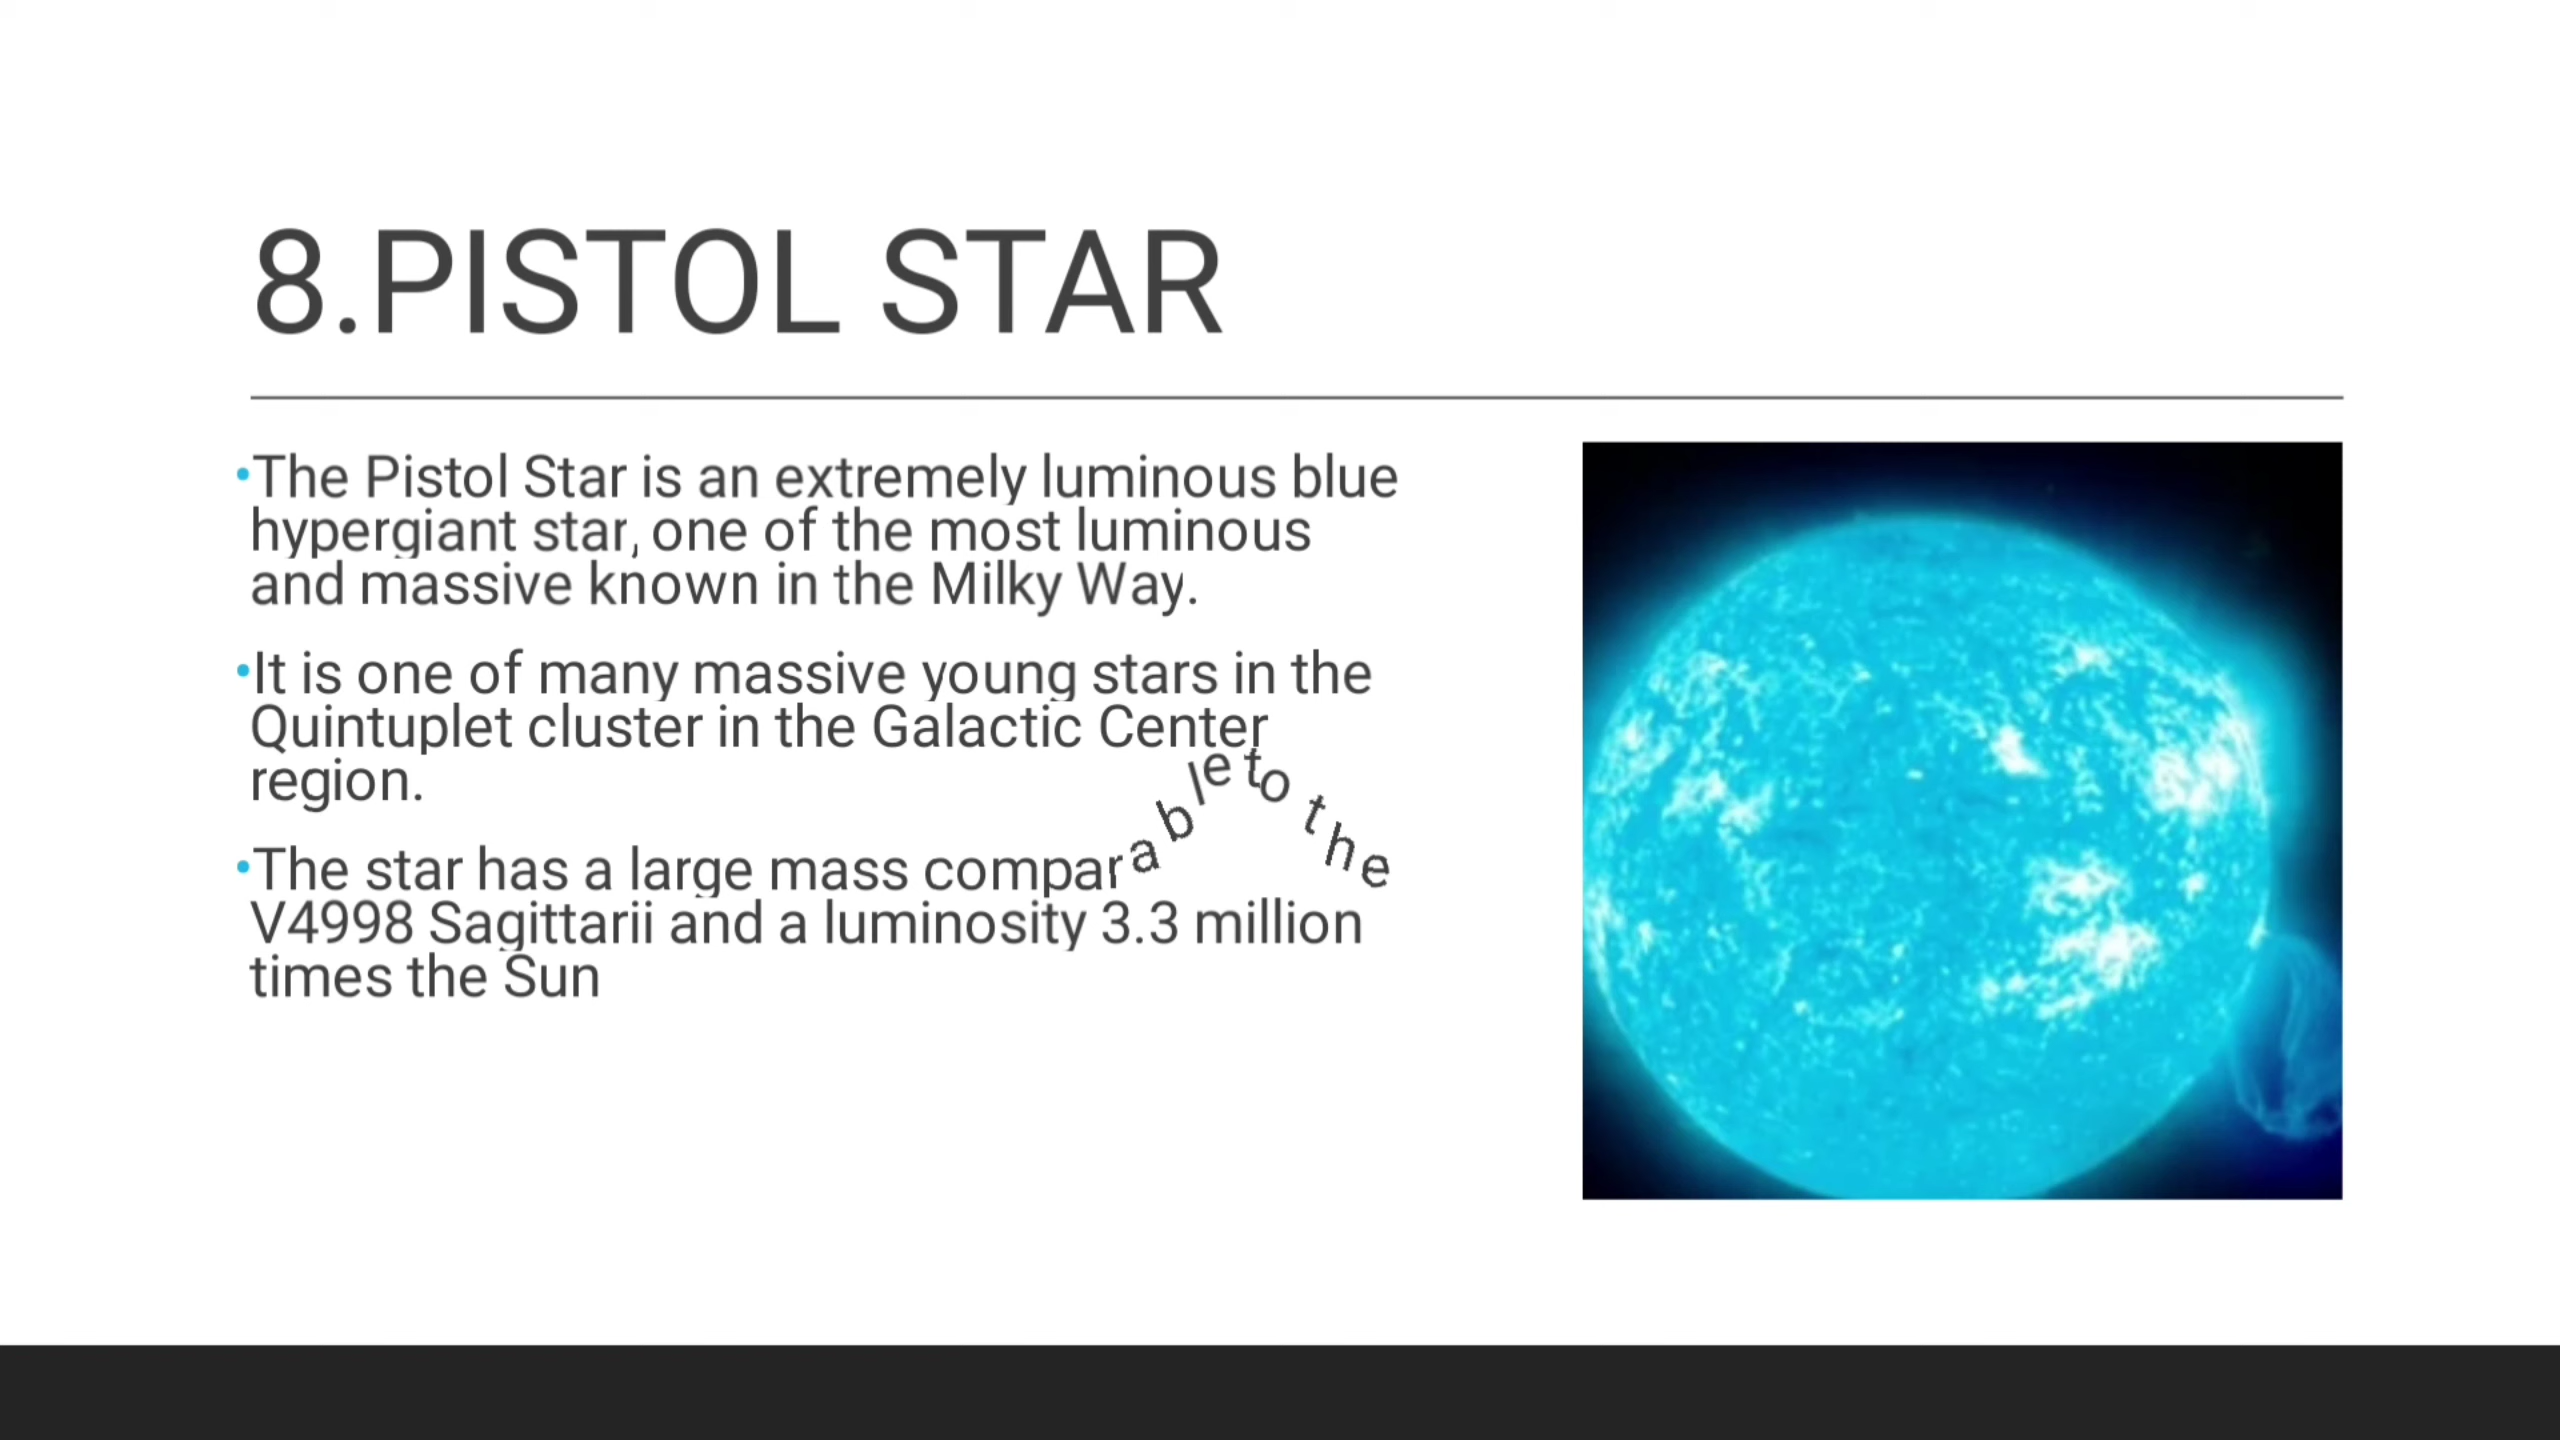 8.PISTOL STAR
•The Pistol Star is an extremely luminous blue
hypergiant star, one of the most luminous
and massive known in the Milky Way.
•It is one of many massive young stars in the
Quintuplet cluster in the Galactic Center
region.
•The star has a large mass comparable to the
V4998 Sagittarii and a luminosity 3.3 million
times the Sun